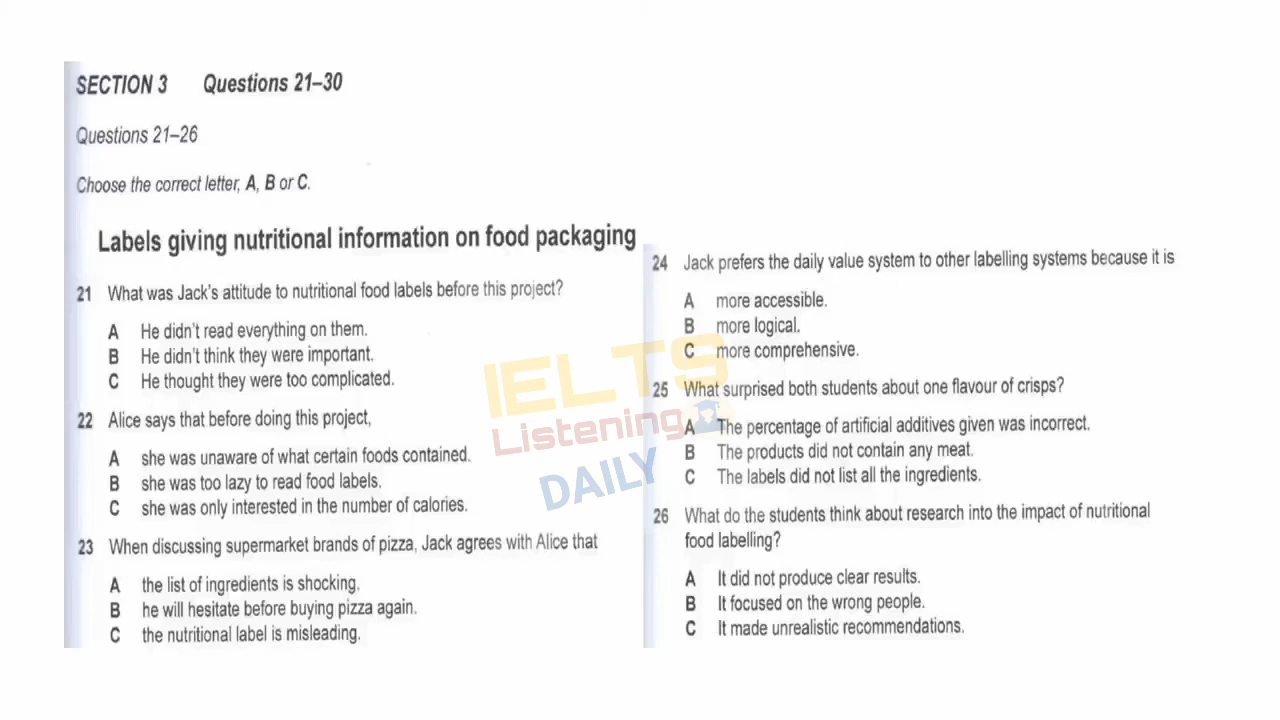 SECTION 3 Questions 21–30
Questions 21–26
Choose the correct letter, A, B or C.
Labels giving nutritional information on food packaging
21 What was Jack's attitude to nutritional food labels before this project?
A He didn't read everything on them.
B He didn't think they were important.
C He thought they were too complicated.
22 Alice says that before doing this project,
A she was unaware of what certain foods contained.
B she was too lazy to read food labels.
C she was only interested in the number of calories.
23 When discussing supermarket brands of pizza, Jack agrees with Alice that
A the list of ingredients is shocking.
B he will hesitate before buying pizza again.
C the nutritional label is misleading.
24 Jack prefers the daily value system to other labelling systems because it is
A more accessible.
B more logical.
C more comprehensive.
25 What surprised both students about one flavour of crisps?
A The percentage of artificial additives given was incorrect.
B The products did not contain any meat.
C The labels did not list all the ingredients.
26 What do the students think about research into the impact of nutritional
food labelling?
A It did not produce clear results.
B It focused on the wrong people.
C It made unrealistic recommendations.
IELTS
Listening
DAILY